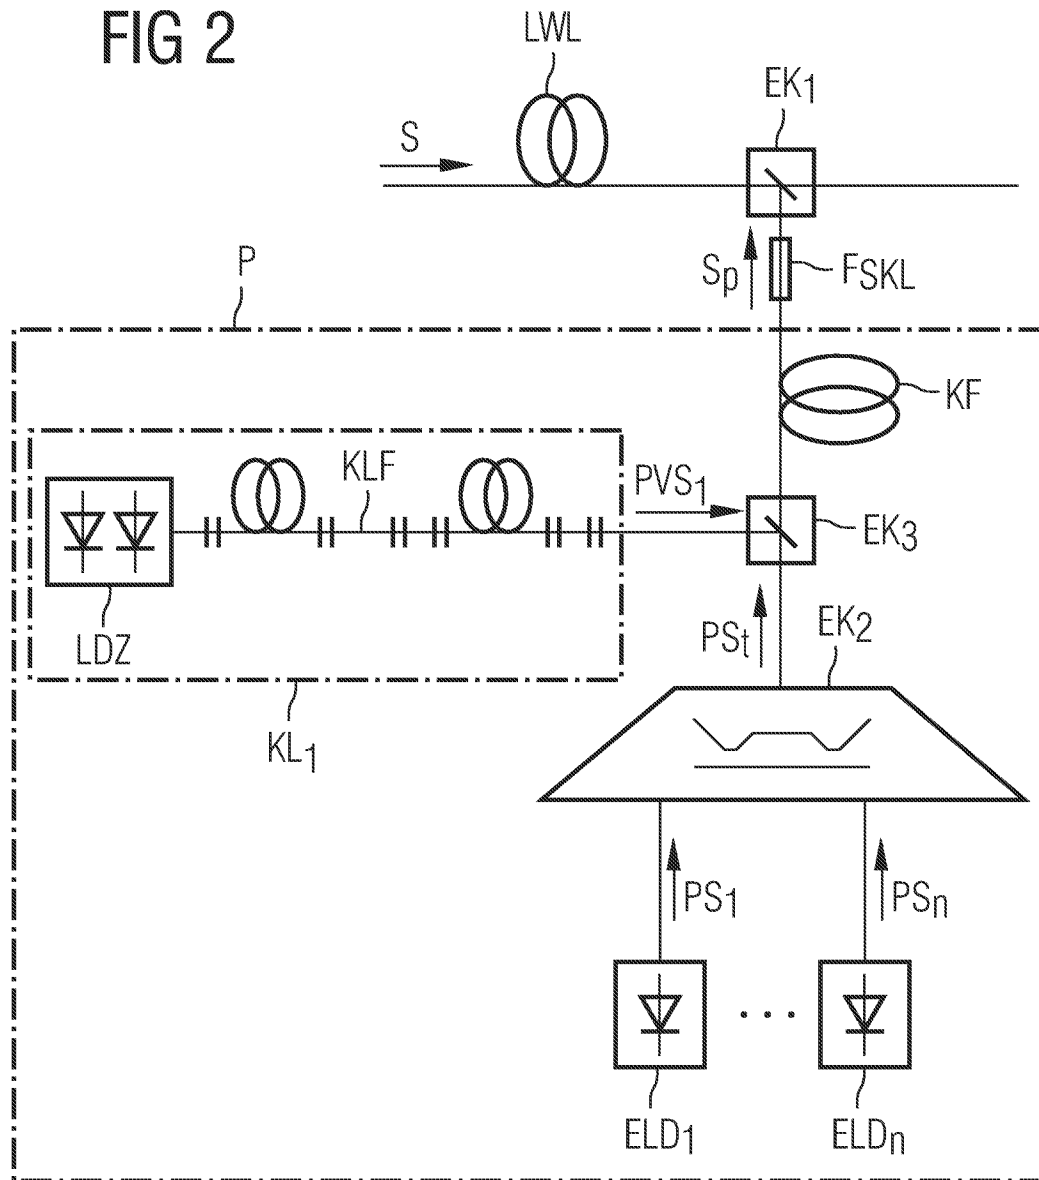 FIG 2
LWL
EK1
S
P
Sp
FSKL
KF
KLF
PVS1
EK3
LDZ
PSt
EK2
KL1
PS1
PSn
. . .
ELD1
ELDn